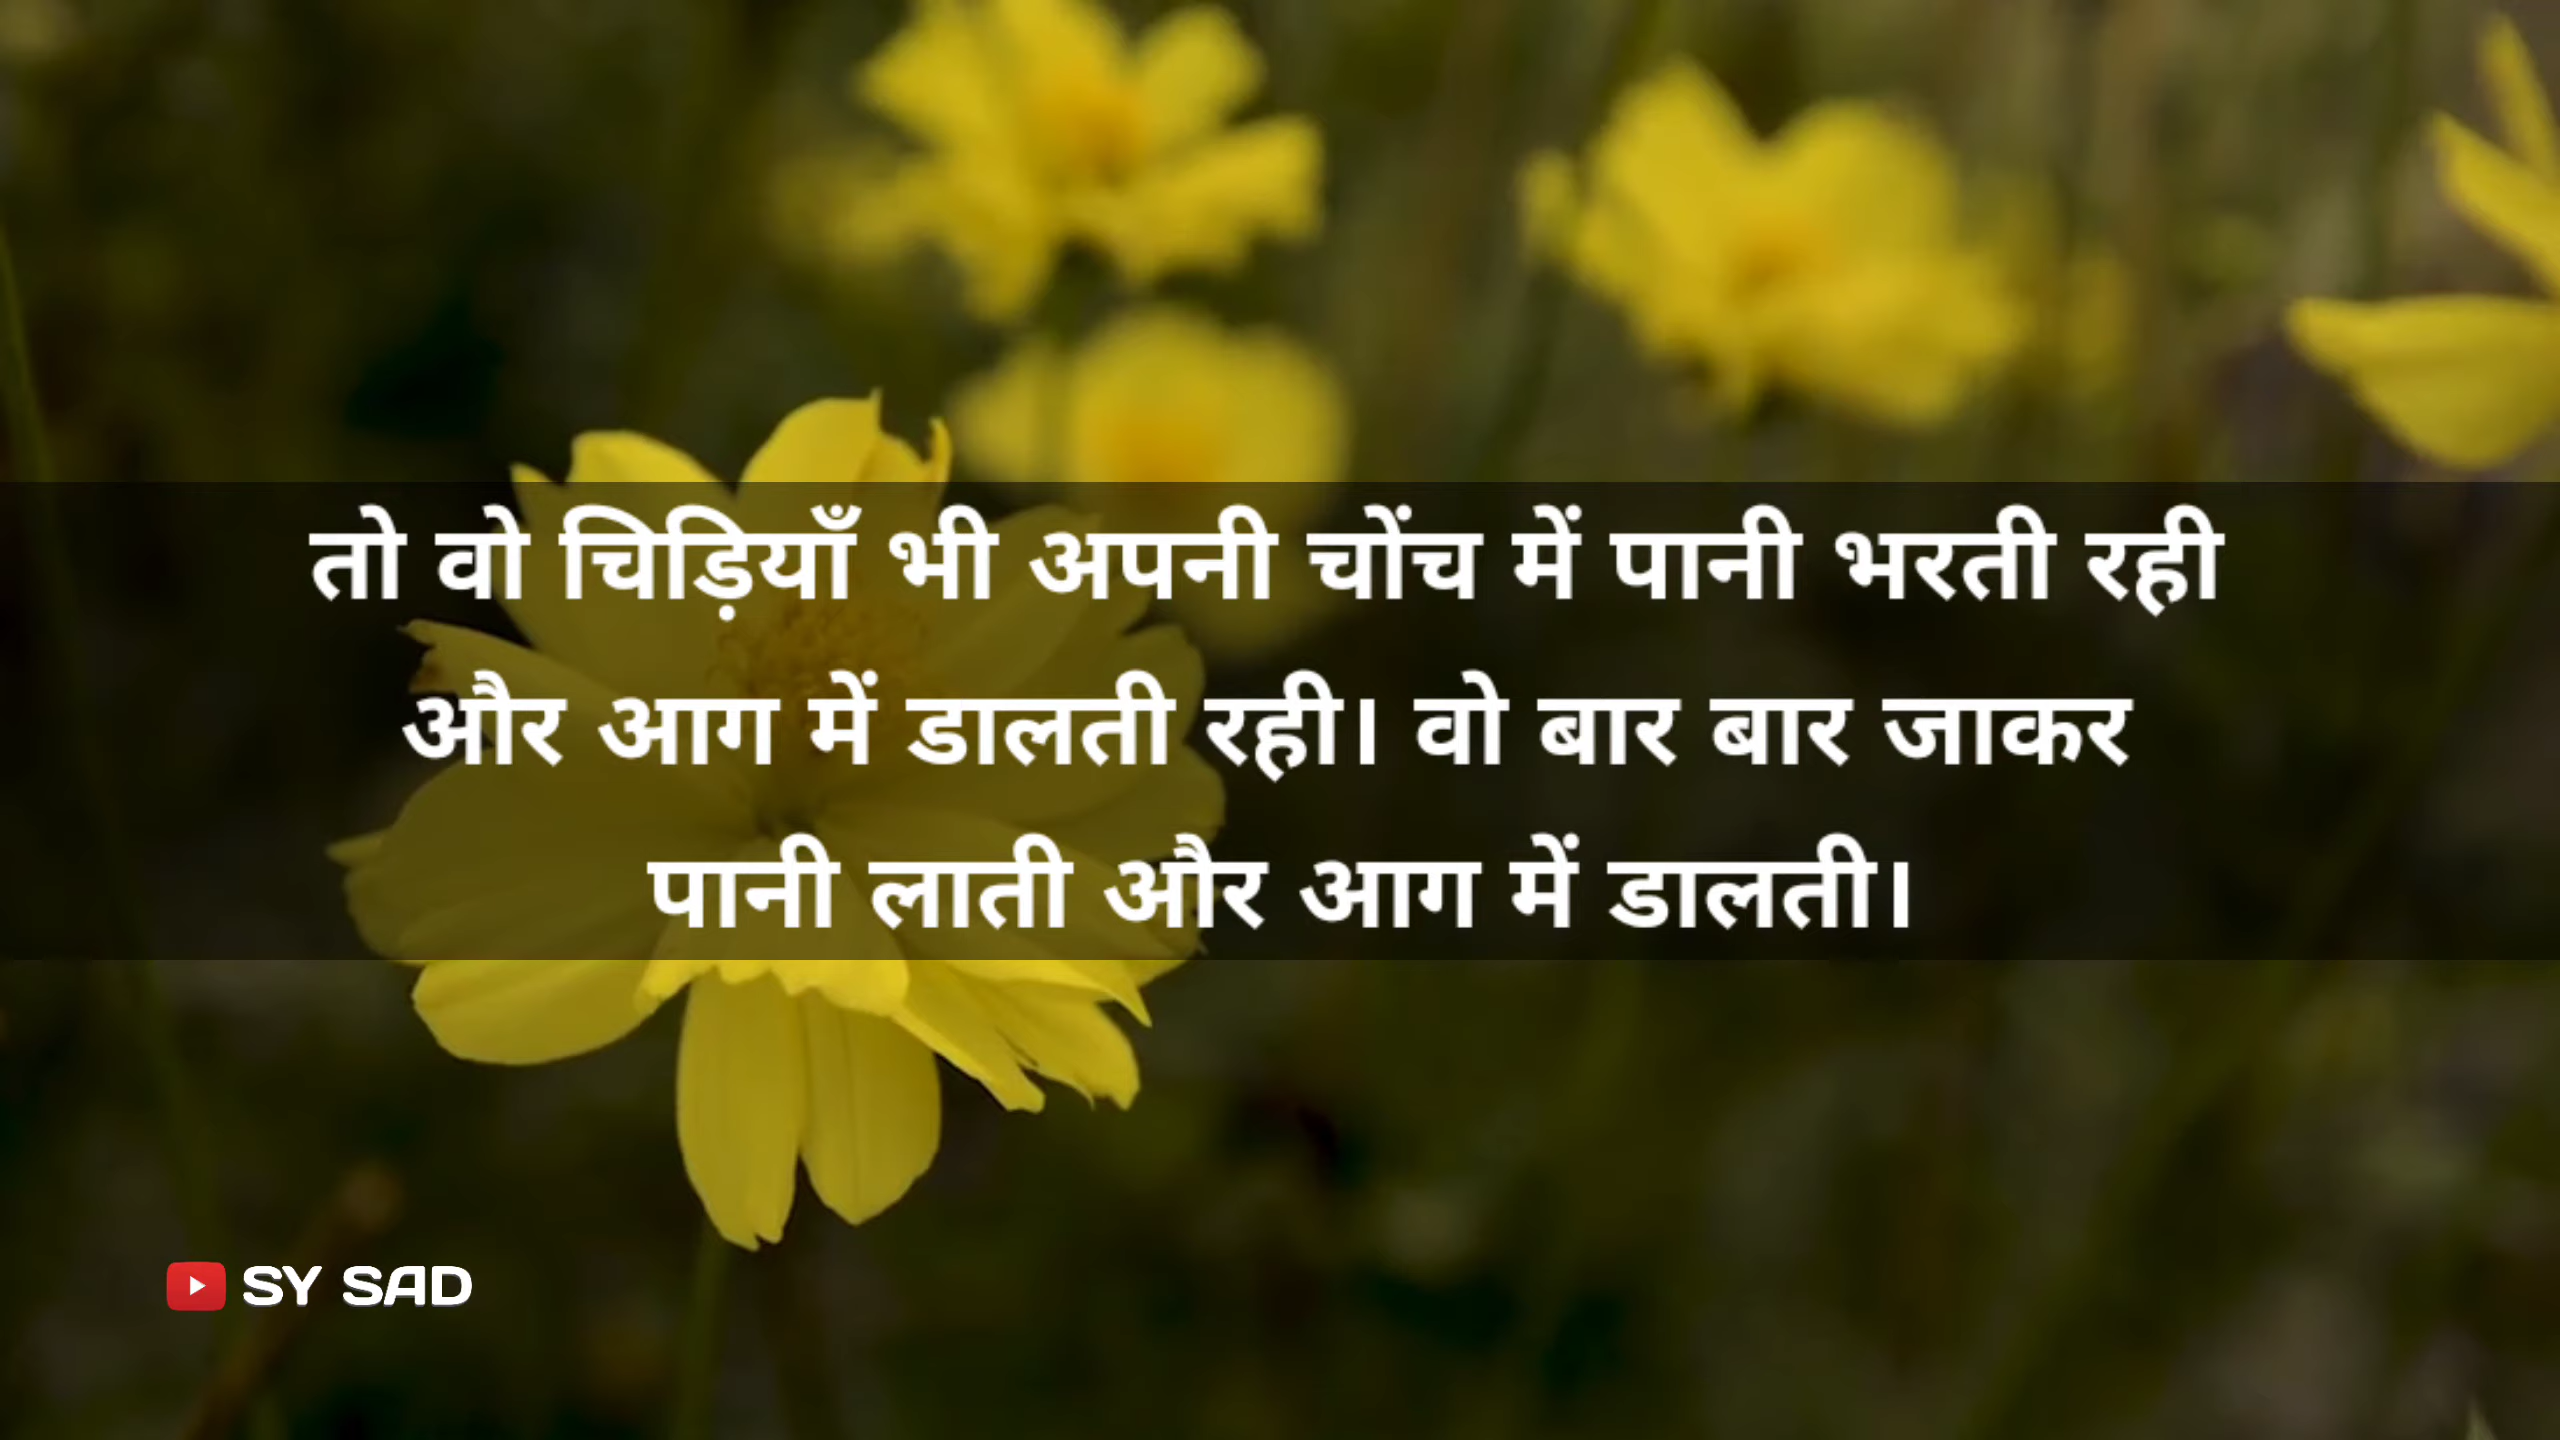 तो वो चिड़ियाँ भी अपनी चोंच में पानी भरती रही
और आग में डालती रही। वो बार बार जाकर
पानी लाती और आग में डालती।
SY SAD